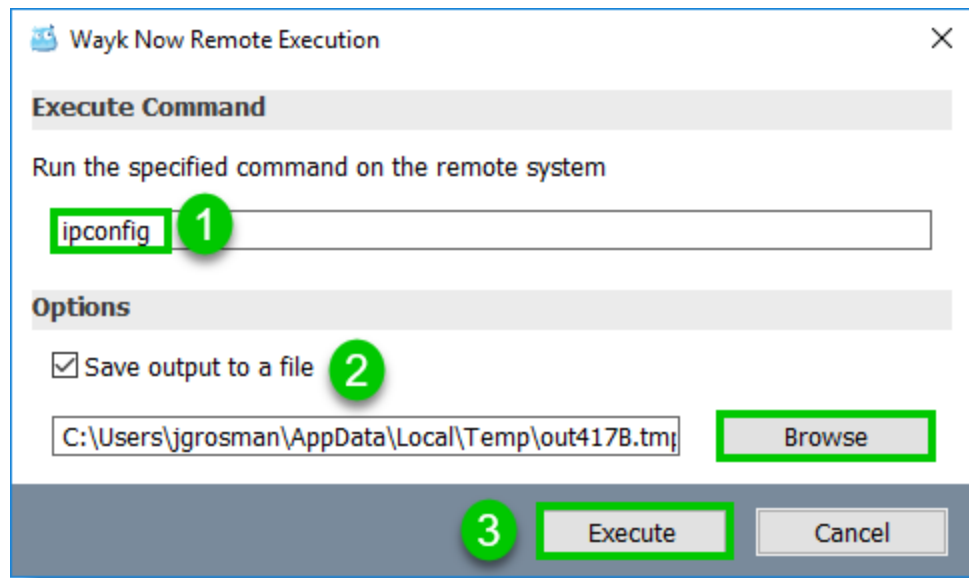 Wayk Now Remote Execution
Execute Command
Run the specified command on the remote system
ipconfig 1
Options
Save output to a file 2
C:\Users\jgrosman\AppData\Local\Temp\out417B.tmp Browse
3 Execute Cancel